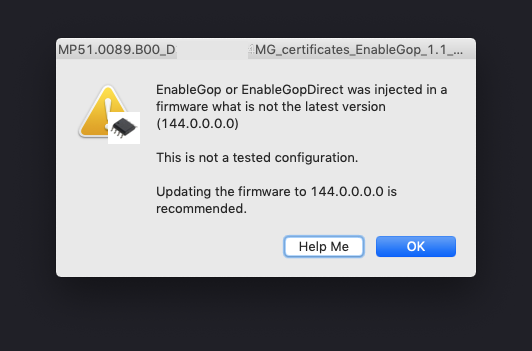 MP51.0089.B00_D MG_certificates_EnableGop_1.1_...
EnableGop or EnableGopDirect was injected in a
firmware what is not the latest version
(144.0.0.0.0)
This is not a tested configuration.
Updating the firmware to 144.0.0.0.0 is
recommended.
Help Me OK